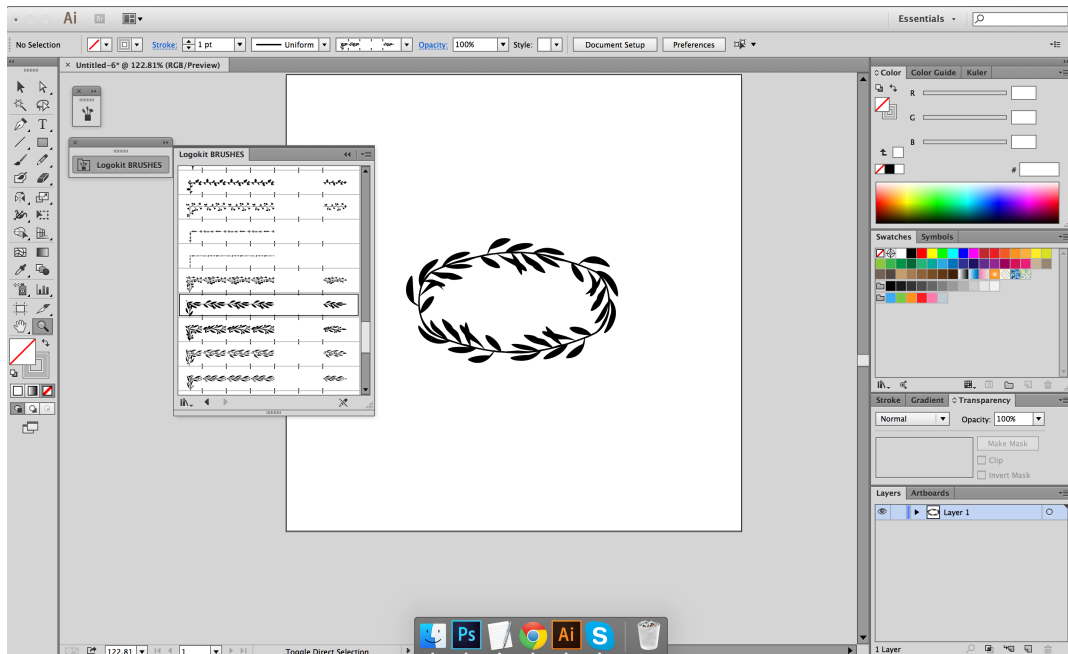 Ai Br Essentials
No Selection Stroke: 1 pt Uniform Opacity: 100% Style: Document Setup Preferences
× Untitled-6* @ 122.81% (RGB/Preview)
Logokit BRUSHES
Logokit BRUSHES
T
Color Color Guide Kuler
R
G
B
#
Swatches Symbols
Stroke Gradient Transparency
Normal Opacity: 100%
Make Mask
Clip
Invert Mask
Layers Artboards
Layer 1
Ps Ai S
122.81 1 Toggle Direct Selection
1 Layer